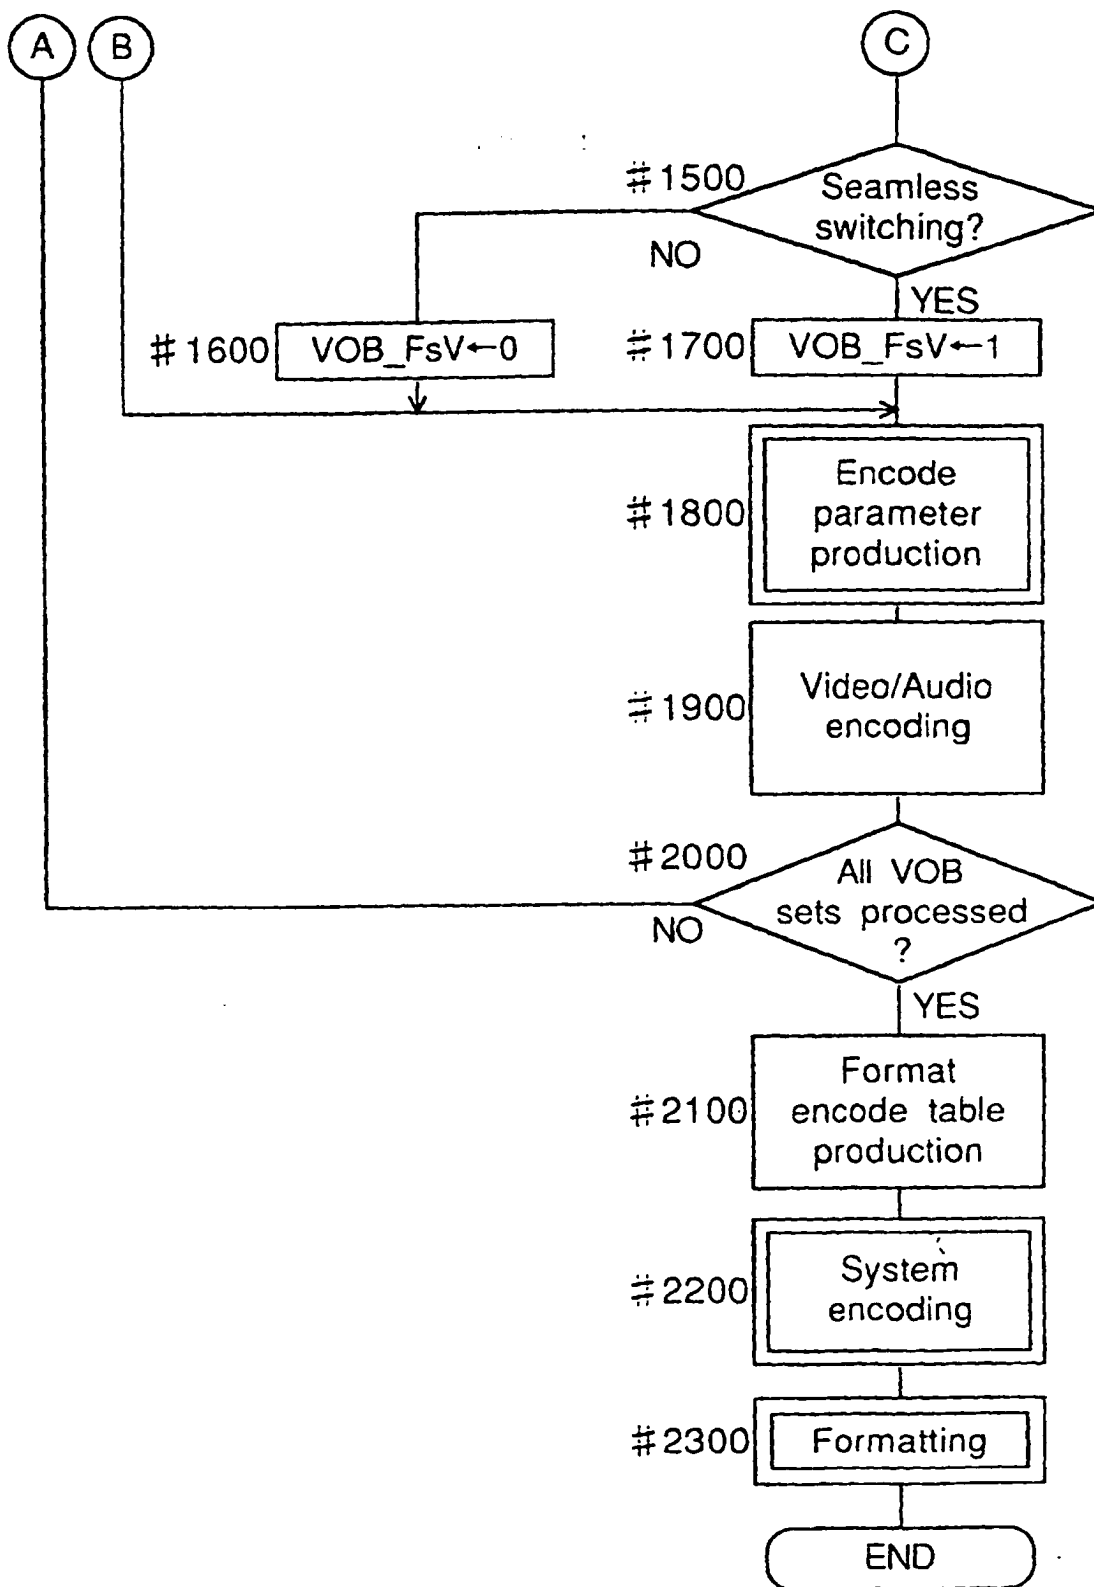 A B C
#1500
Seamless
switching?
NO
YES
#1600 VOB_FsV←0
#1700 VOB_FsV←1
#1800
Encode
parameter
production
#1900
Video/Audio
encoding
#2000
All VOB
sets processed
?
NO
YES
#2100
Format
encode table
production
#2200
System
encoding
#2300 Formatting
END